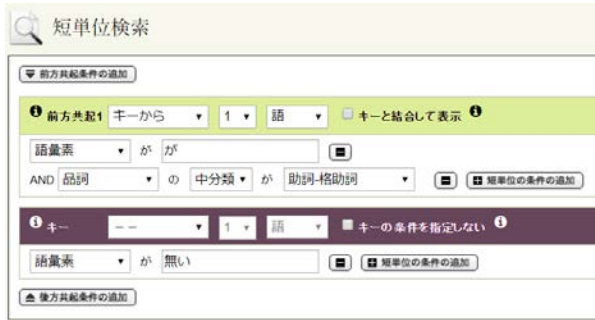 短単位検索
前方共起条件の追加
前方共起1 キーから 1 語 キーと結合して表示
語彙素 が が
AND 品詞 の 中分類 が 助詞-格助詞 短単位の条件の追加
キー -- 1 語 キーの条件を指定しない
語彙素 が 無い 短単位の条件の追加
後方共起条件の追加